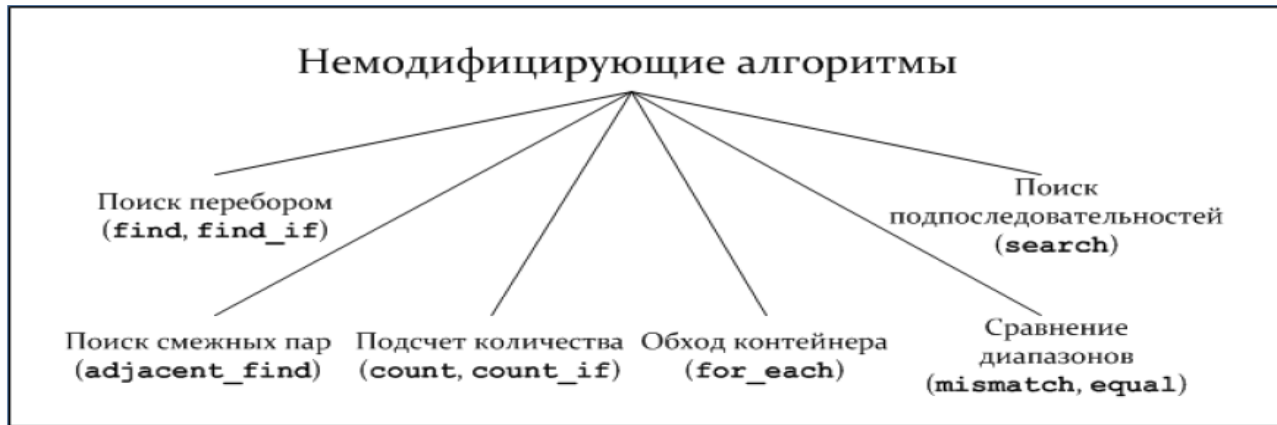 Немодифицирующие алгоритмы
Поиск перебором
(find, find_if)
Поиск
подпоследовательностей
(search)
Поиск смежных пар
(adjacent_find)
Подсчет количества
(count, count_if)
Обход контейнера
(for_each)
Сравнение
диапазонов
(mismatch, equal)